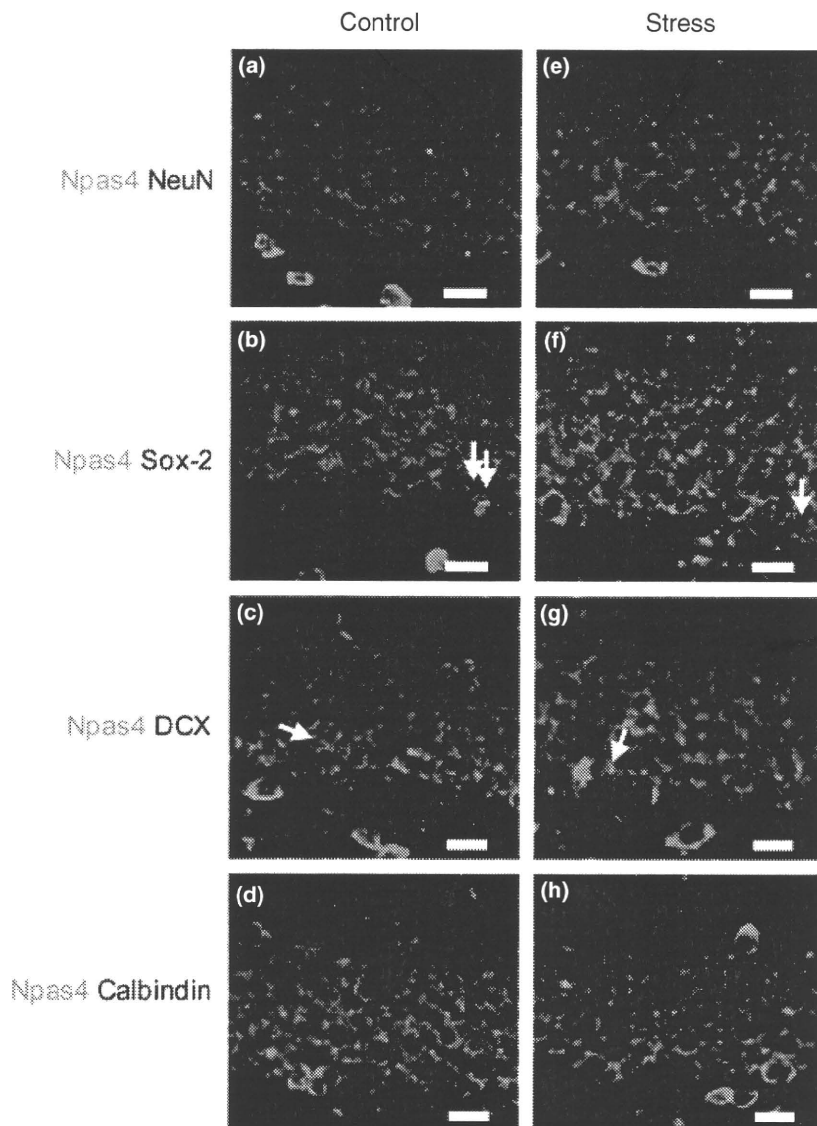 Control Stress
(a) (e)
Npas4 NeuN
(b) (f)
Npas4 Sox-2
(c) (g)
Npas4 DCX
(d) (h)
Npas4 Calbindin